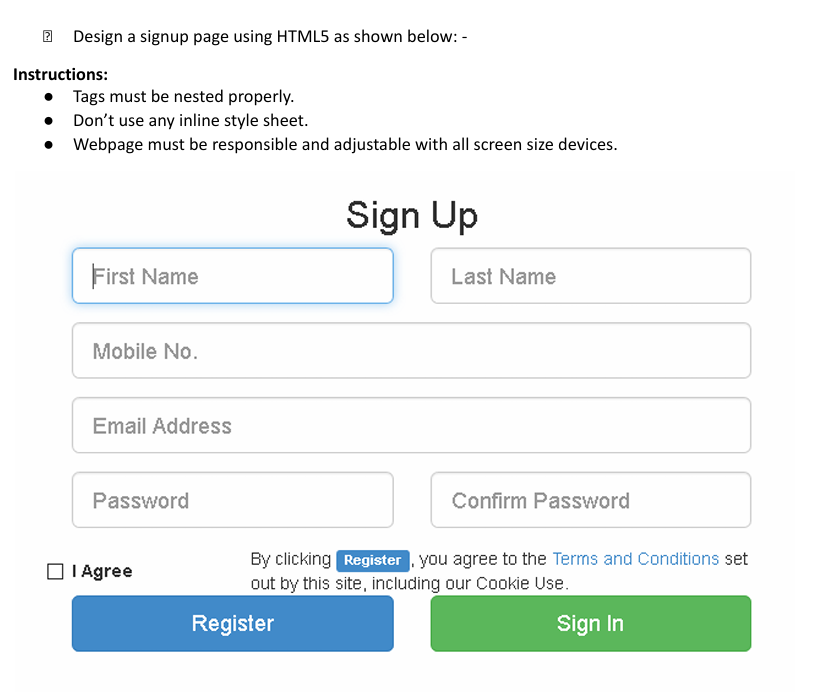 Design a signup page using HTML5 as shown below: -
Instructions:
● Tags must be nested properly.
● Don’t use any inline style sheet.
● Webpage must be responsible and adjustable with all screen size devices.
Sign Up
First Name Last Name
Mobile No.
Email Address
Password Confirm Password
I Agree By clicking Register, you agree to the Terms and Conditions set
out by this site, including our Cookie Use.
Register Sign In